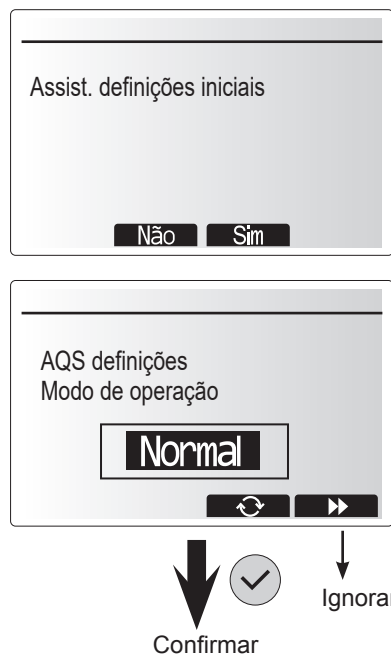 Assist. definições iniciais
Não Sim
AQS definições
Modo de operação
Normal
Ignorar
Confirmar